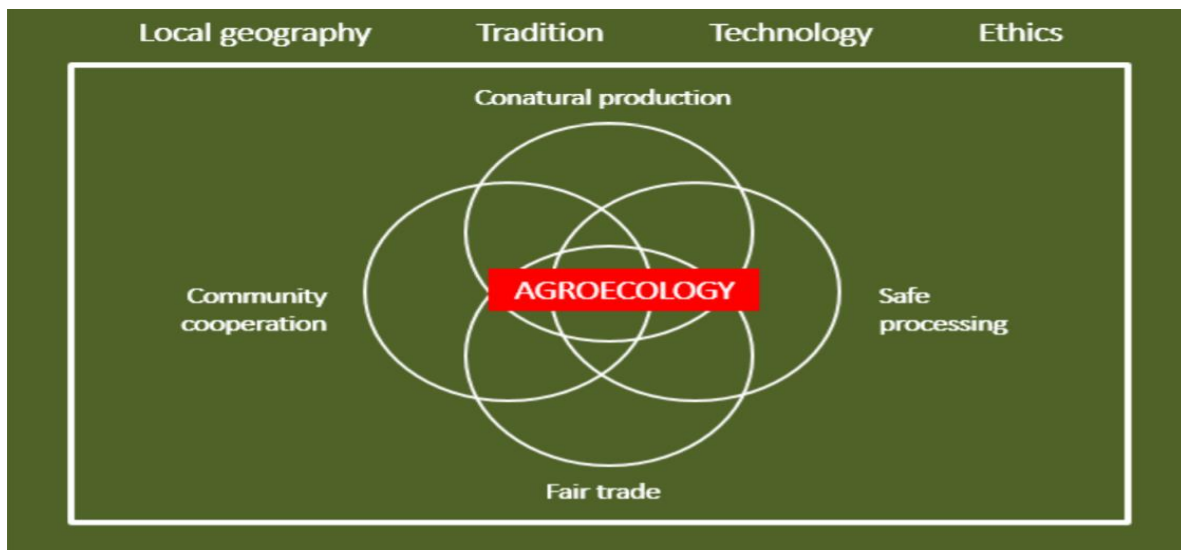 Local geography Tradition Technology Ethics
Conatural production
AGROECOLOGY
Community
cooperation
Safe
processing
Fair trade